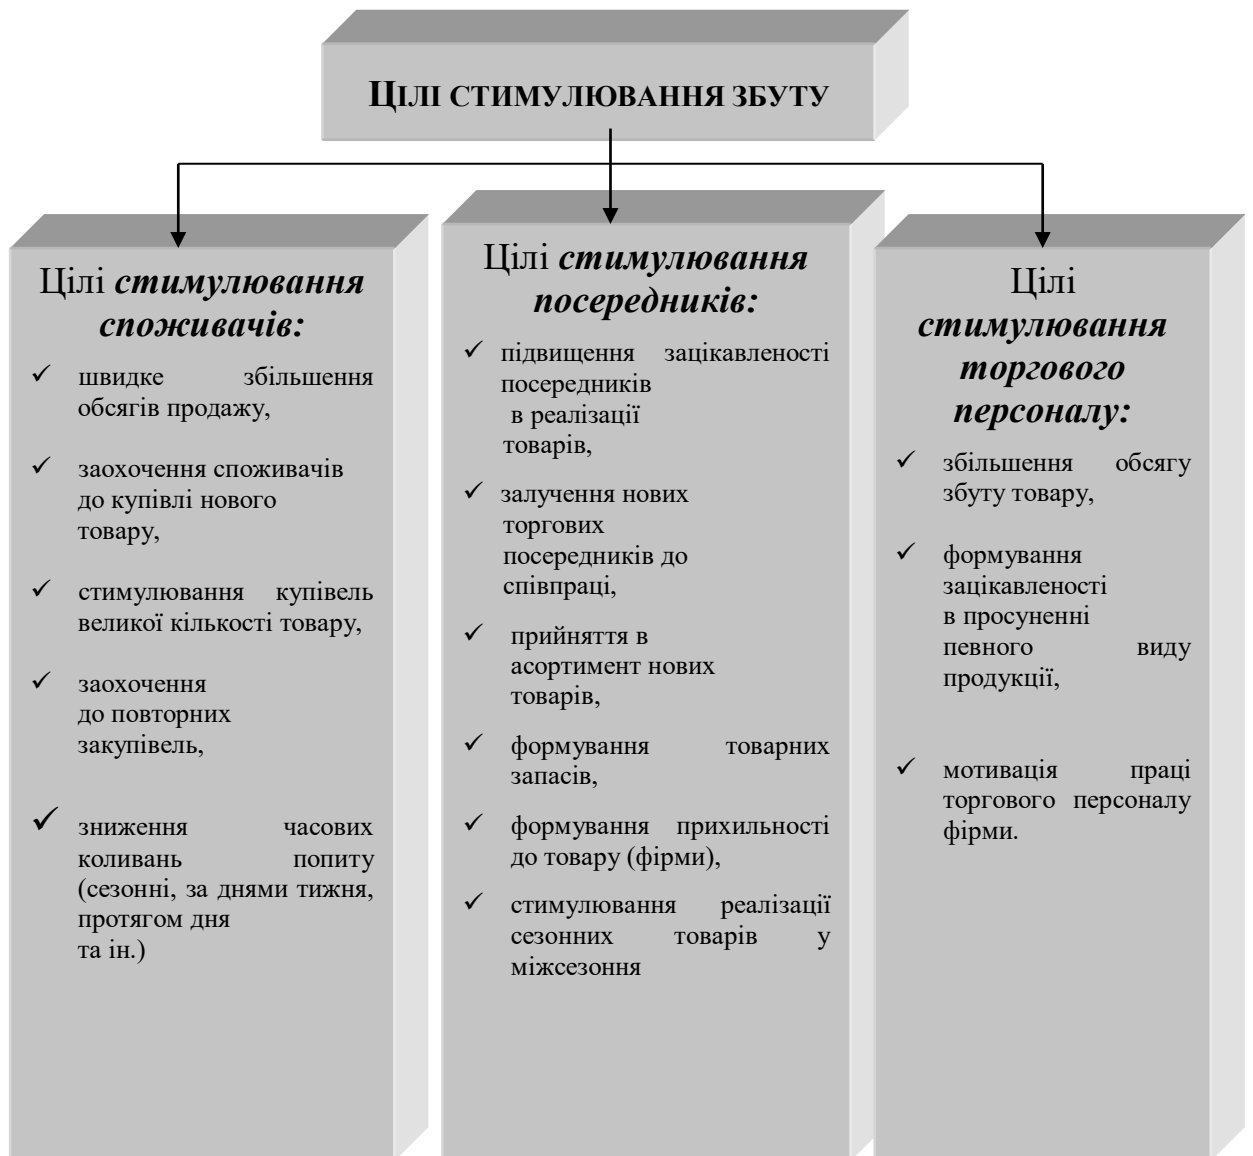 ЦІЛІ СТИМУЛЮВАННЯ ЗБУТУ
Цілі стимулювання
споживачів:
✓ швидке збільшення
обсягів продажу,
✓ заохочення споживачів
до купівлі нового
товару,
✓ стимулювання купівель
великої кількості товару,
✓ заохочення
до повторних
закупівель,
✓ зниження часових
коливань попиту
(сезонні, за днями тижня,
протягом дня
та ін.)
Цілі стимулювання
посередників:
✓ підвищення зацікавленості
посередників
в реалізації
товарів,
✓ залучення нових
торгових
посередників до
співпраці,
✓ прийняття в
асортимент нових
товарів,
✓ формування товарних
запасів,
✓ формування прихильності
до товару (фірми),
✓ стимулювання реалізації
сезонних товарів у
міжсезоння
Цілі
стимулювання
торгового
персоналу:
✓ збільшення обсягу
збуту товару,
✓ формування
зацікавленості
в просуненні
певного виду
продукції,
✓ мотивація праці
торгового персоналу
фірми.